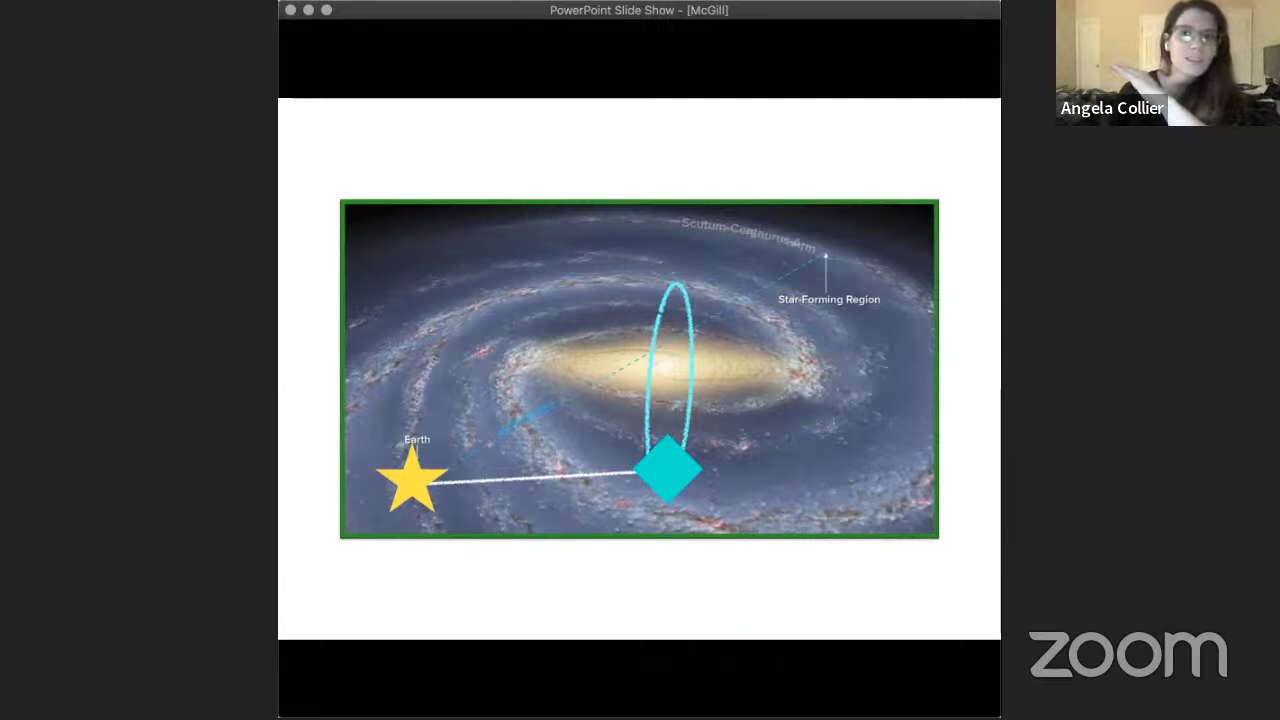 PowerPoint Slide Show - [McGill]
Angela Collier
Scutum-Centaurus Arm
Star-Forming Region
Earth
zoom